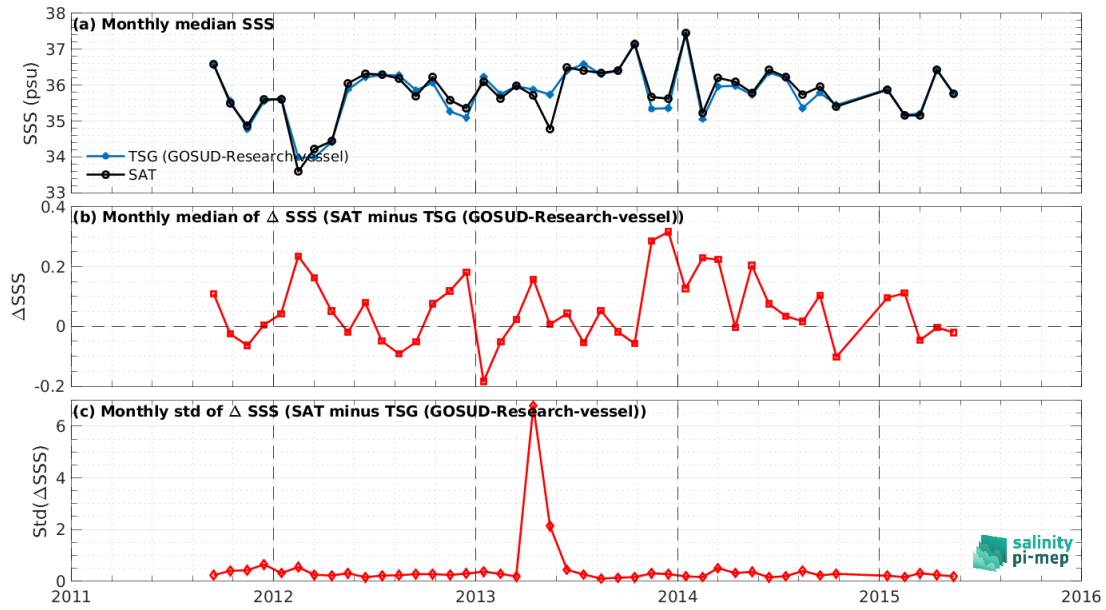 (a) Monthly median SSS
38
37
36
35
34
33
SSS (psu)
TSG (GOSUD-Research-vessel)
SAT
(b) Monthly median of Δ SSS (SAT minus TSG (GOSUD-Research-vessel))
0.4
0.2
0
-0.2
ΔSSS
(c) Monthly std of Δ SSS (SAT minus TSG (GOSUD-Research-vessel))
6
4
2
0
Std(ΔSSS)
salinity
pi-mep
2011 2012 2013 2014 2015 2016